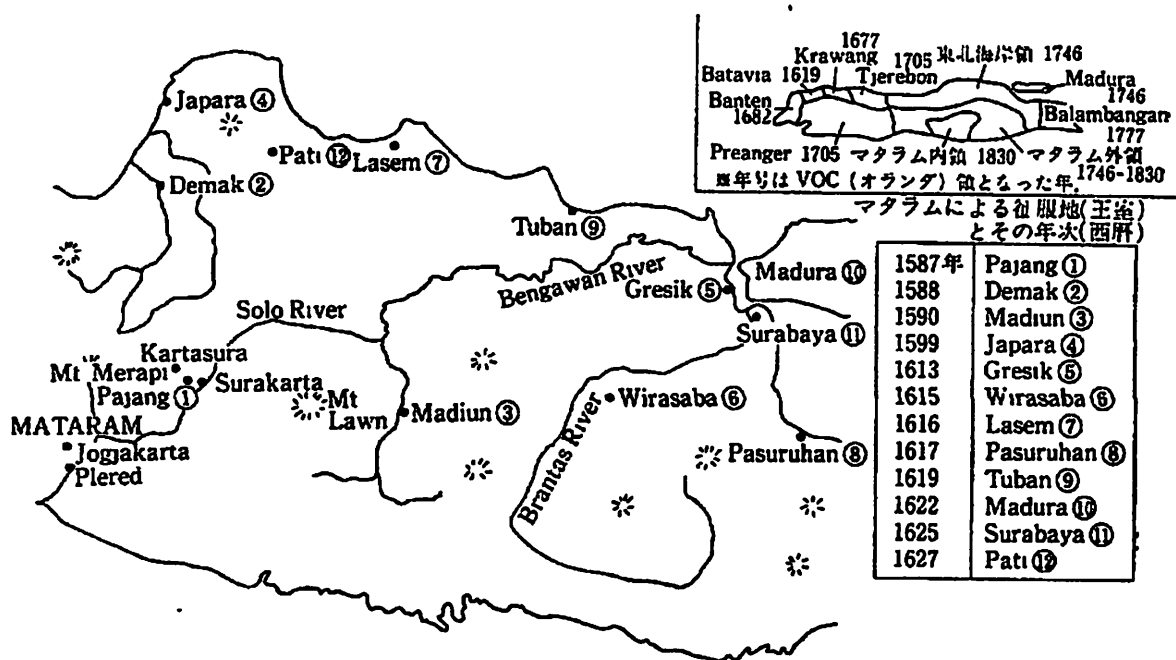 Japara ④
Pati ⑫
Lasem ⑦
Demak ②
Tuban ⑨
Bengawan River
Madura ⑩
Gresik ⑤
Solo River
Surabaya ⑪
Kartasura
Mt Merapi
Pajang ①
Surakarta
Mt
Lawn
Madiun ③
Brantas River
Wirasaba ⑥
MATARAM
Jogjakarta
Plered
Pasuruhan ⑧
1677
Krawang
1705
東北海岸領 1746
Batavia 1619
Tjerebon
Madura
1746
Banten
1682
Balambangan
1777
Preanger 1705 マタラム内領 1830 マタラム外領
1746-1830
※年号は VOC (オランダ) 領となった年.
マタラムによる征服地(王室)
とその年次(西暦)
1587年 Pajang ①
1588 Demak ②
1590 Madiun ③
1599 Japara ④
1613 Gresik ⑤
1615 Wirasaba ⑥
1616 Lasem ⑦
1617 Pasuruhan ⑧
1619 Tuban ⑨
1622 Madura ⑩
1625 Surabaya ⑪
1627 Pati ⑫